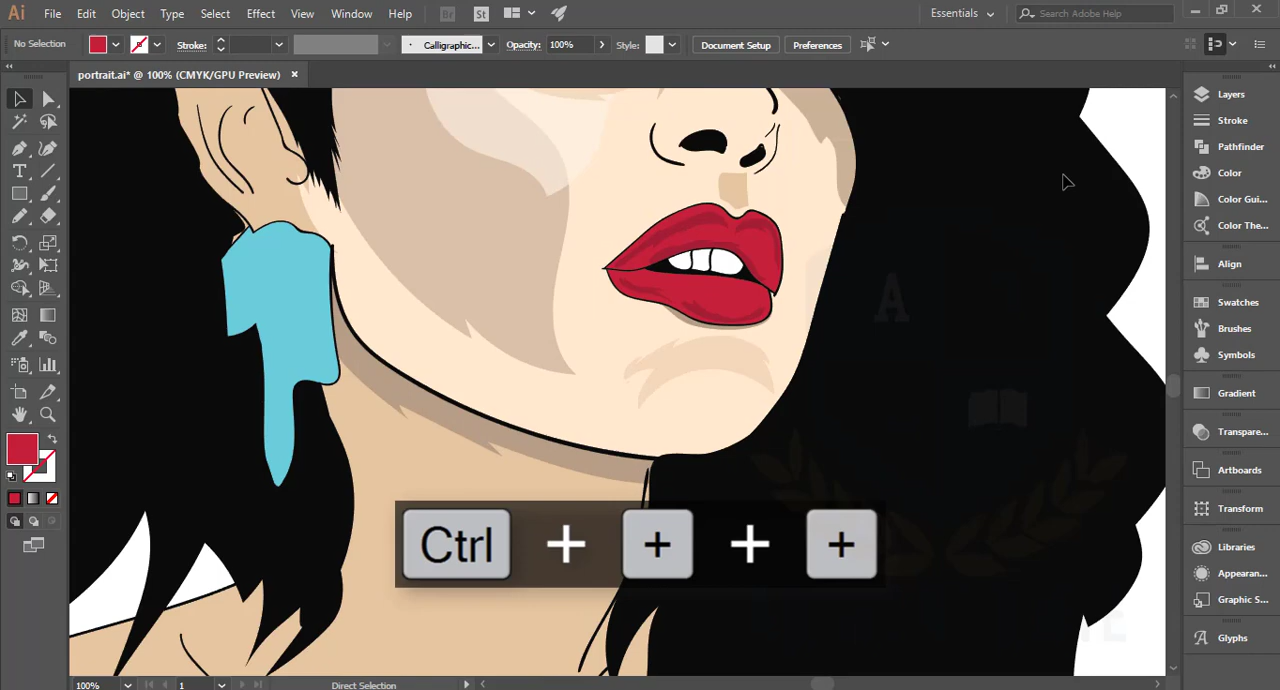 Ai File Edit Object Type Select Effect View Window Help Br St Essentials Search Adobe Help
No Selection Stroke: Calligraphic... Opacity: 100% Style: Document Setup Preferences
portrait.ai* @ 100% (CMYK/GPU Preview) ×
Layers
Stroke
Pathfinder
Color
Color Gui...
Color The...
Align
Swatches
Brushes
Symbols
Gradient
Transpare...
Artboards
Transform
Libraries
Appearan...
Graphic S...
Glyphs
A
Ctrl + + + +
100% 1 Direct Selection